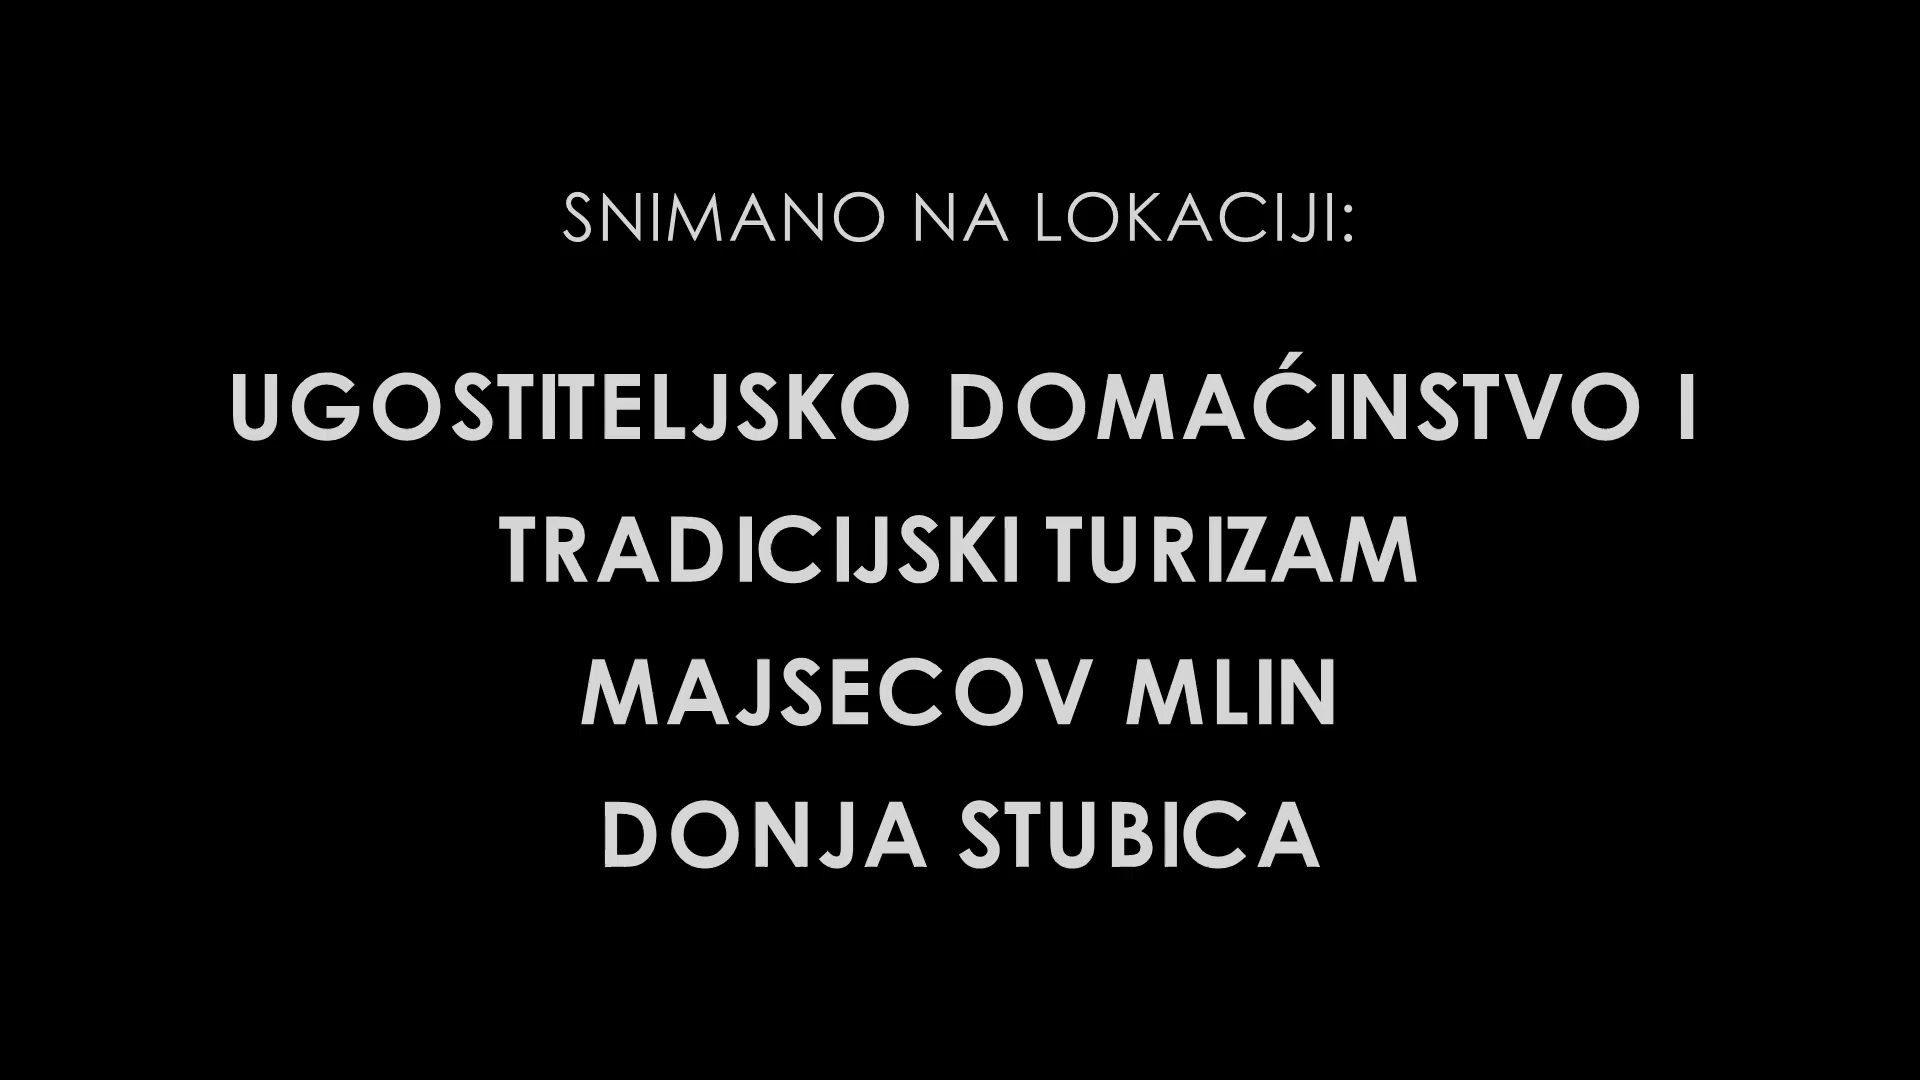 SNIMANO NA LOKACIJI:
UGOSTITELJSKO DOMAĆINSTVO I
TRADICIJSKI TURIZAM
MAJSECOV MLIN
DONJA STUBICA